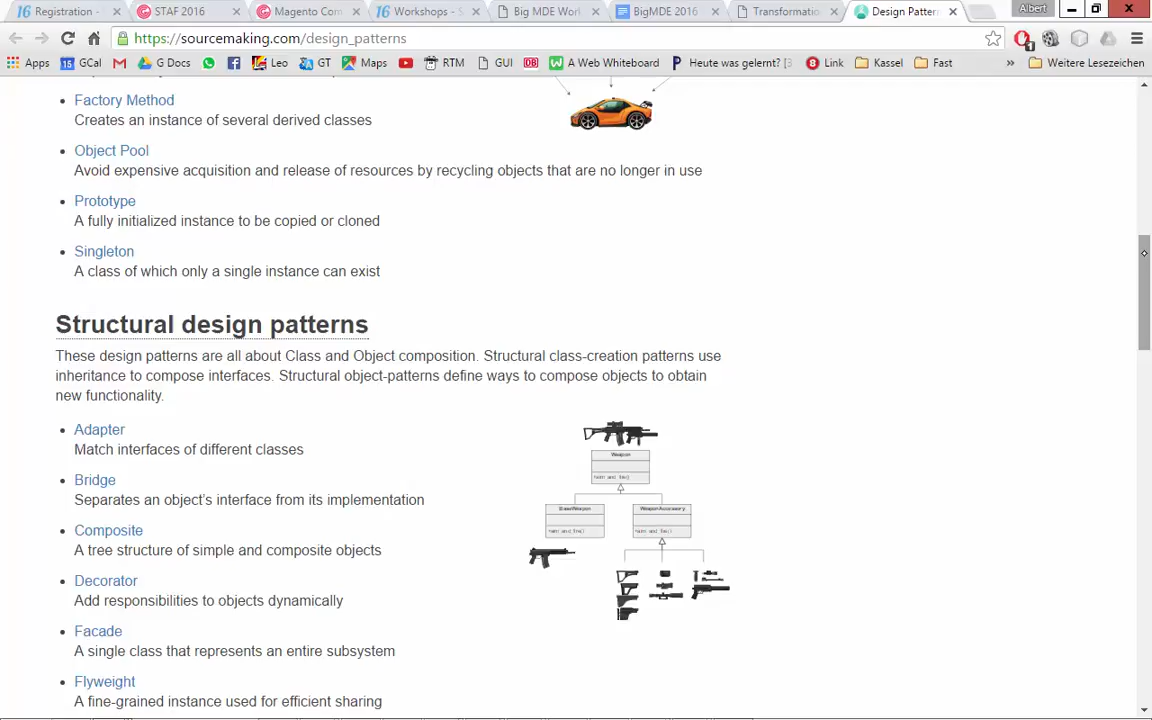 Registration -
STAF 2016
Magento Com
Workshops - S
Big MDE Work
BigMDE 2016
Transformatio
Design Pattern
Albert
https://sourcemaking.com/design_patterns
Apps
GCal
G Docs
Leo
GT
Maps
RTM
GUI
A Web Whiteboard
Heute was gelernt? [3
Link
Kassel
Fast
»
Weitere Lesezeichen
Factory Method
Creates an instance of several derived classes
Object Pool
Avoid expensive acquisition and release of resources by recycling objects that are no longer in use
Prototype
A fully initialized instance to be copied or cloned
Singleton
A class of which only a single instance can exist
Structural design patterns
These design patterns are all about Class and Object composition. Structural class-creation patterns use
inheritance to compose interfaces. Structural object-patterns define ways to compose objects to obtain
new functionality.
Adapter
Match interfaces of different classes
Bridge
Separates an object's interface from its implementation
Composite
A tree structure of simple and composite objects
Decorator
Add responsibilities to objects dynamically
Facade
A single class that represents an entire subsystem
Flyweight
A fine-grained instance used for efficient sharing
Weapon
BaseWeapon
WeaponAccessory